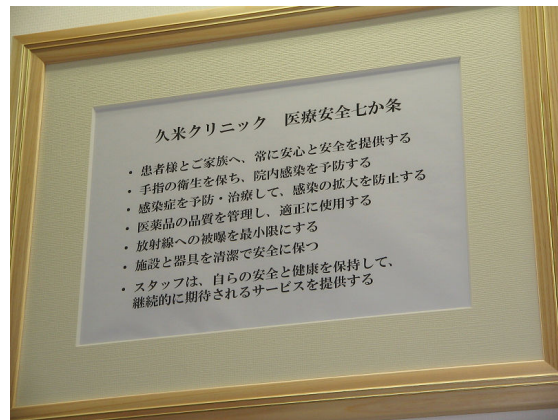 久米クリニック　医療安全七か条
・患者様とご家族へ、常に安心と安全を提供する
・手指の衛生を保ち、院内感染を予防する
・感染症を予防・治療して、感染の拡大を防止する
・医薬品の品質を管理し、適正に使用する
・放射線への被曝を最小限にする
・施設と器具を清潔で安全に保つ
・スタッフは、自らの安全と健康を保持して、
継続的に期待されるサービスを提供する